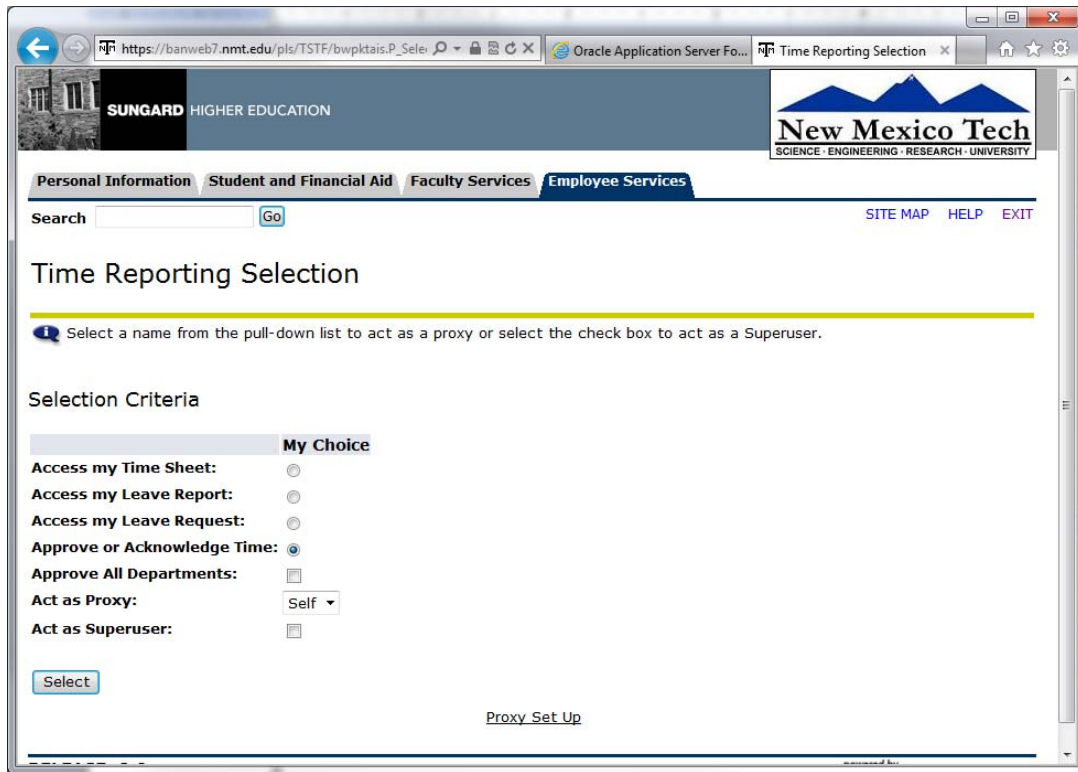 https://banweb7.nmt.edu/pls/TSTF/bwpktais.P_Sele
Oracle Application Server Fo...
Time Reporting Selection
SUNGARD HIGHER EDUCATION
New Mexico Tech
SCIENCE · ENGINEERING · RESEARCH · UNIVERSITY
Personal Information Student and Financial Aid Faculty Services Employee Services
Search Go SITE MAP HELP EXIT
Time Reporting Selection
Select a name from the pull-down list to act as a proxy or select the check box to act as a Superuser.
Selection Criteria
My Choice
Access my Time Sheet:
Access my Leave Report:
Access my Leave Request:
Approve or Acknowledge Time:
Approve All Departments:
Act as Proxy: Self
Act as Superuser:
Select
Proxy Set Up